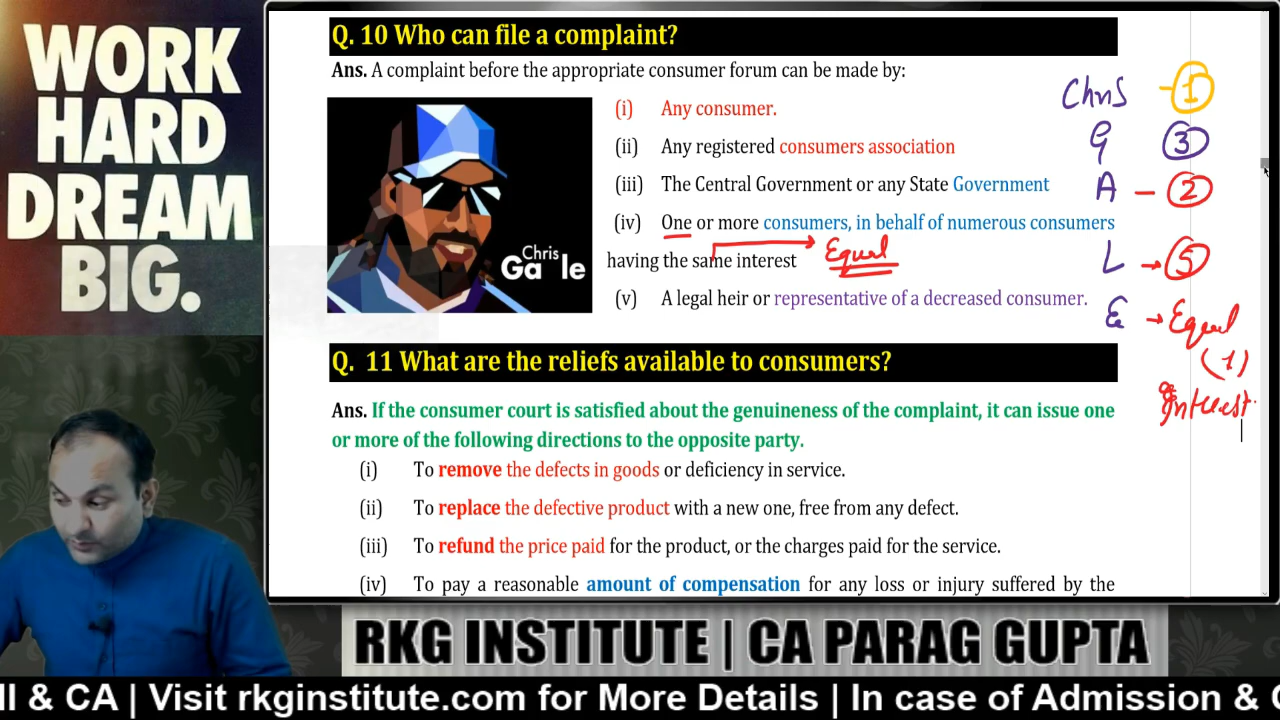 WORK
HARD
DREAM
BIG.
Q. 10 Who can file a complaint?
Ans. A complaint before the appropriate consumer forum can be made by:
(i) Any consumer.
(ii) Any registered consumers association
(iii) The Central Government or any State Government
(iv) One or more consumers, in behalf of numerous consumers
having the same interest
Equal
(v) A legal heir or representative of a decreased consumer.
Chris
Ga le
Chris - 1
G 3
A - 2
L → 5
E → Equal
(1)
Interest.
Q. 11 What are the reliefs available to consumers?
Ans. If the consumer court is satisfied about the genuineness of the complaint, it can issue one
or more of the following directions to the opposite party.
(i) To remove the defects in goods or deficiency in service.
(ii) To replace the defective product with a new one, free from any defect.
(iii) To refund the price paid for the product, or the charges paid for the service.
(iv) To pay a reasonable amount of compensation for any loss or injury suffered by the
RKG INSTITUTE | CA PARAG GUPTA
& CA | Visit rkginstitute.com for More Details | In case of Admission &